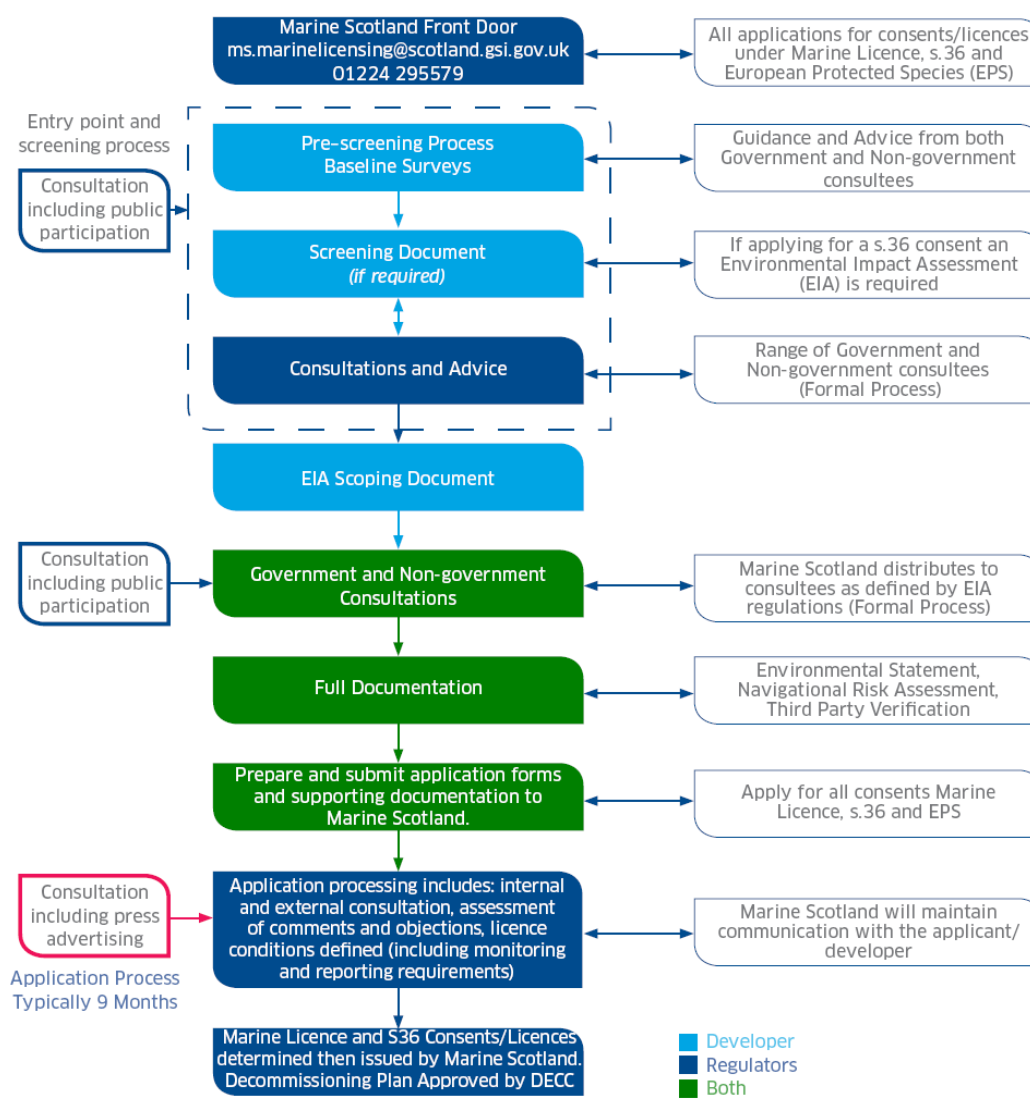 Marine Scotland Front Door
ms.marinelicensing@scotland.gsi.gov.uk
01224 295579
All applications for consents/licences
under Marine Licence, s.36 and
European Protected Species (EPS)
Entry point and
screening process
Consultation
including public
participation
Pre-screening Process
Baseline Surveys
Guidance and Advice from both
Government and Non-government
consultees
Screening Document
(if required)
If applying for a s.36 consent an
Environmental Impact Assessment
(EIA) is required
Consultations and Advice
Range of Government and
Non-government consultees
(Formal Process)
EIA Scoping Document
Consultation
including public
participation
Government and Non-government
Consultations
Marine Scotland distributes to
consultees as defined by EIA
regulations (Formal Process)
Full Documentation
Environmental Statement,
Navigational Risk Assessment,
Third Party Verification
Prepare and submit application forms
and supporting documentation to
Marine Scotland.
Apply for all consents Marine
Licence, s.36 and EPS
Consultation
including press
advertising
Application Process
Typically 9 Months
Application processing includes: internal
and external consultation, assessment
of comments and objections, licence
conditions defined (including monitoring
and reporting requirements)
Marine Scotland will maintain
communication with the applicant/
developer
Marine Licence and S36 Consents/Licences
determined then issued by Marine Scotland.
Decommissioning Plan Approved by DECC
Developer
Regulators
Both